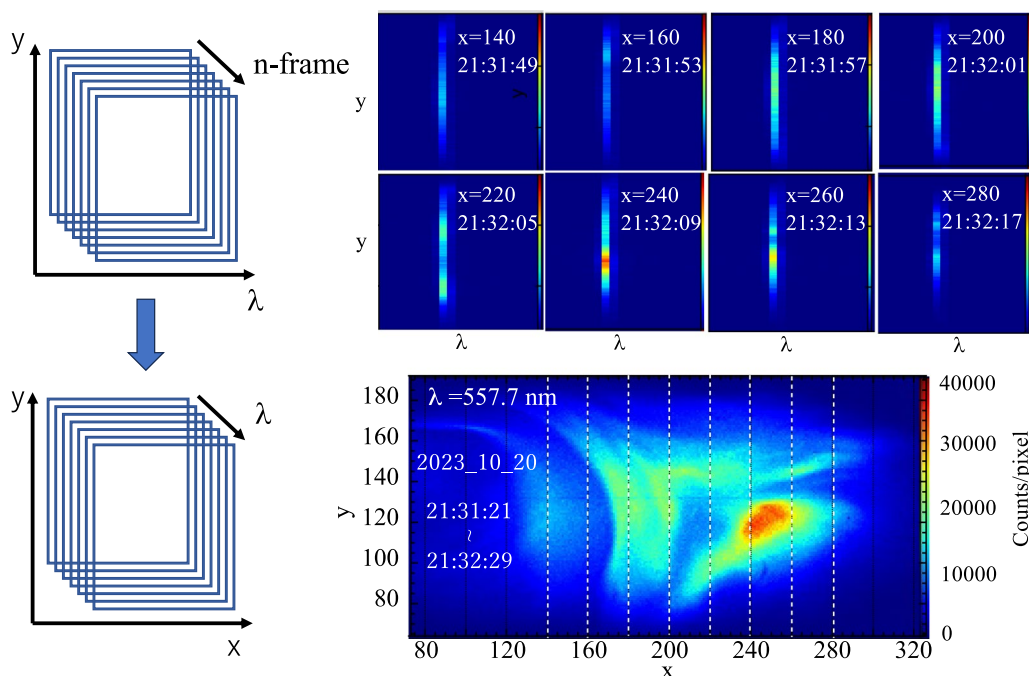 y
n-frame
λ
y
λ
x
x=140
21:31:49
x=160
21:31:53
x=180
21:31:57
x=200
21:32:01
y
y
x=220
21:32:05
x=240
21:32:09
x=260
21:32:13
x=280
21:32:17
y
λ
λ
λ
λ
λ =557.7 nm
2023_10_20
21:31:21
~
21:32:29
y
180
160
140
120
100
80
80
120
160
200
240
280
320
x
40000
30000
20000
10000
0
Counts/pixel